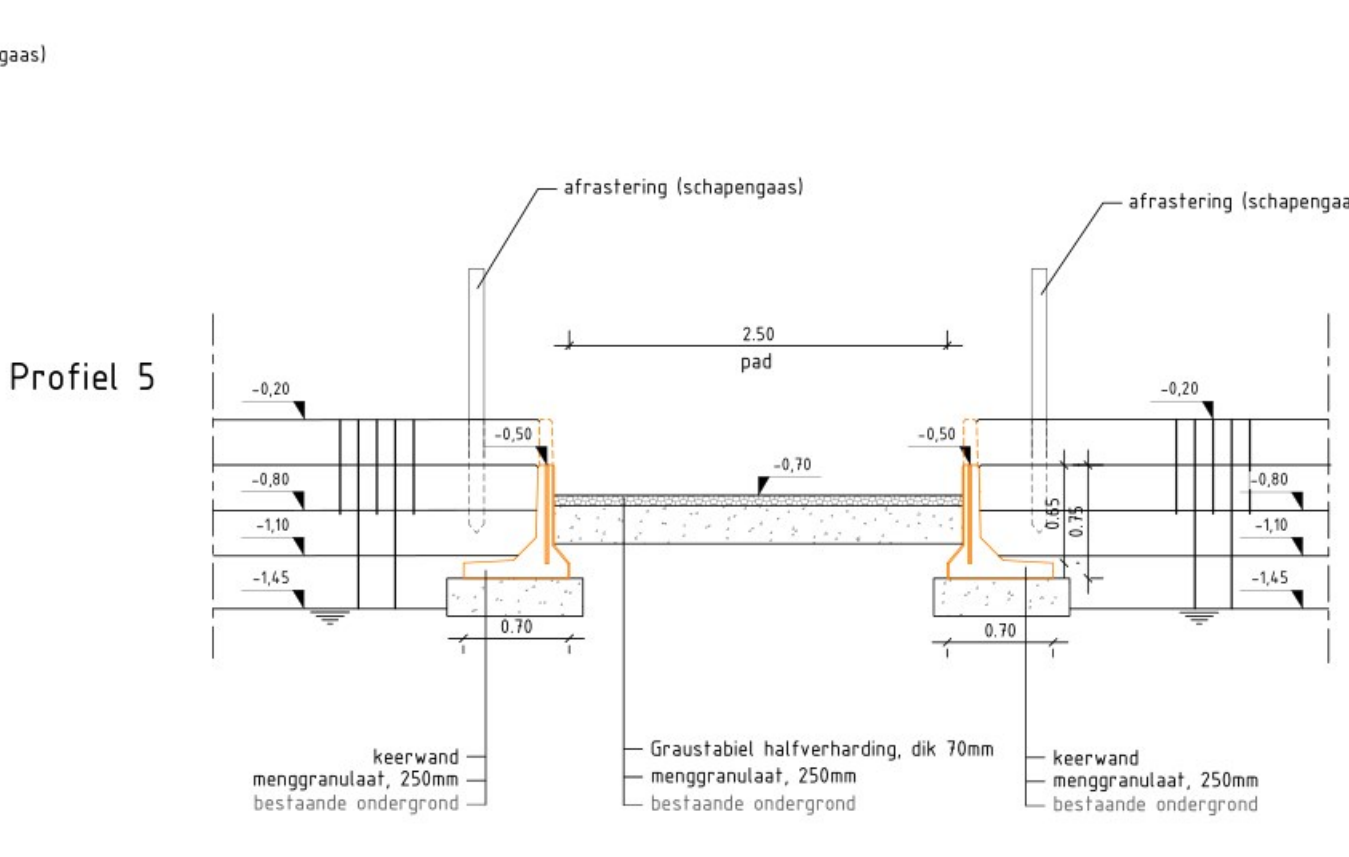 gaas)
afrastering (schapengaas)
afrastering (schapengaa
2.50
pad
Profiel 5
-0,20
-0,20
-0,50
-0,50
-0,70
-0,80
-0,80
0.65
0.75
-1,10
-1,10
-1,45
-1,45
0.70
0.70
keerwand
menggranulaat, 250mm
bestaande ondergrond
Graustabiel halfverharding, dik 70mm
menggranulaat, 250mm
bestaande ondergrond
keerwand
menggranulaat, 250mm
bestaande ondergrond